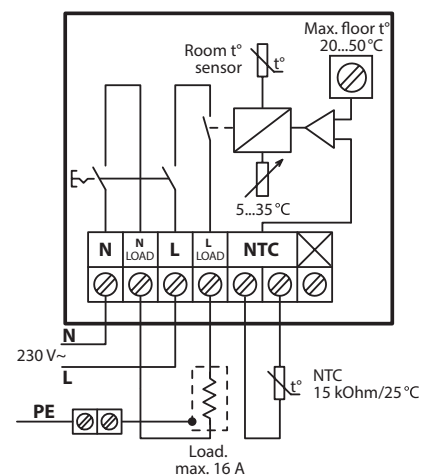 Max. floor t°
20...50 °C
Room t°
sensor
t°
5...35 °C
N
N
LOAD
L
L
LOAD
NTC
N
230 V~
L
t°
NTC
15 kOhm/25 °C
PE
Load.
max. 16 A